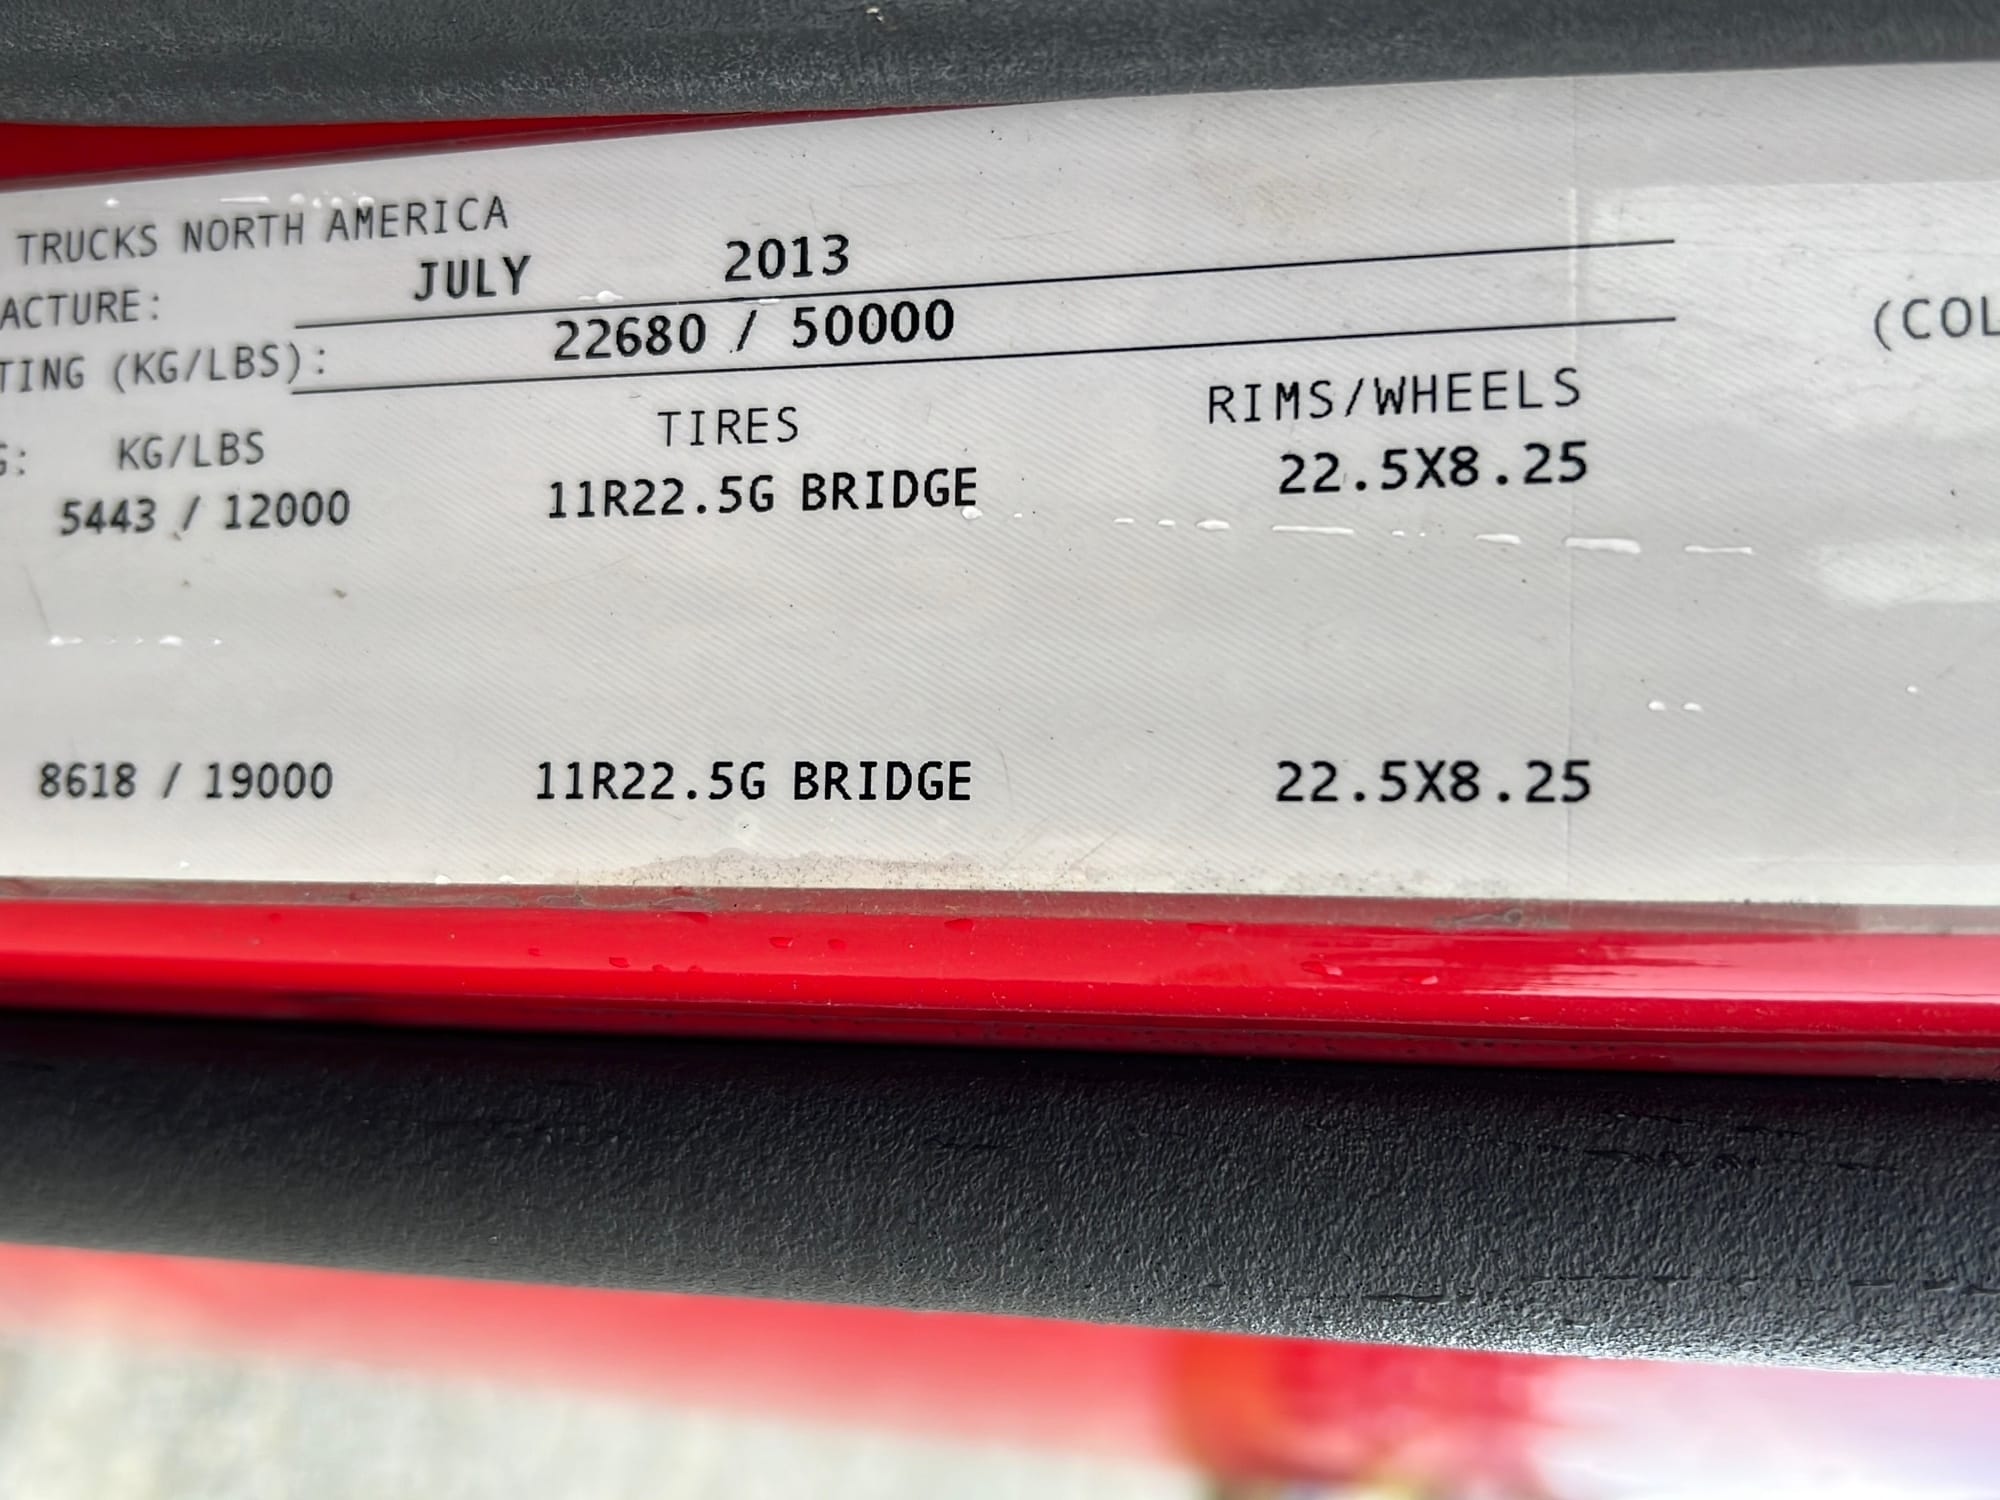 TRUCKS NORTH AMERICA
ACTURE: JULY 2013
TING (KG/LBS): 22680 / 50000
(COL
G: KG/LBS TIRES RIMS/WHEELS
5443 / 12000 11R22.5G BRIDGE 22.5X8.25
8618 / 19000 11R22.5G BRIDGE 22.5X8.25